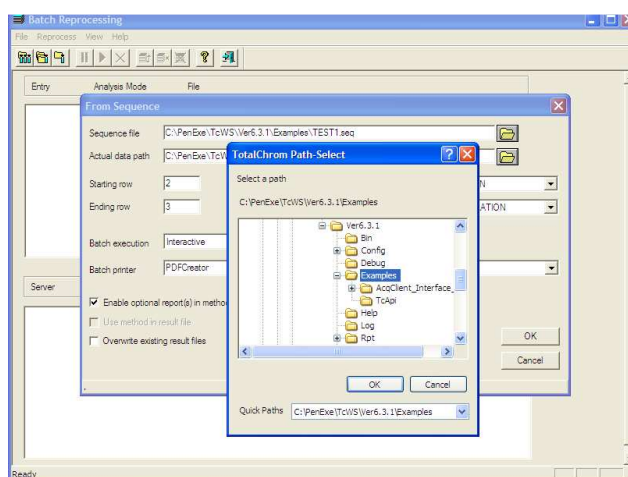 Batch Reprocessing
File Reprocess View Help
Entry Analysis Mode File
From Sequence
Sequence file C:\PenExe\TcWS\Ver6.3.1\Examples\TEST1.seq
Actual data path C:\PenExe\TcW
Starting row 2 N
Ending row 3 ATION
Batch execution Interactive
Batch printer PDFCreator
Enable optional report(s) in metho
Use method in result file
Overwrite existing result files
OK
Cancel
TotalChrom Path-Select
Select a path
C:\PenExe\TcWS\Ver6.3.1\Examples
Ver6.3.1
Bin
Config
Debug
Examples
AcqClient_Interface_
TcApi
Help
Log
Rpt
OK Cancel
Quick Paths C:\PenExe\TcWS\Ver6.3.1\Examples
Server
Ready